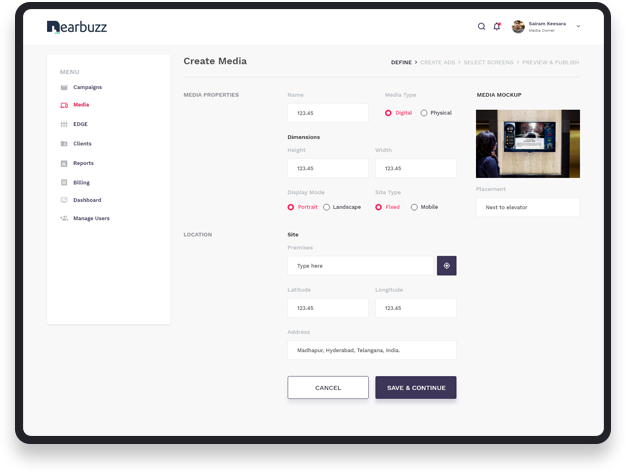 nearbuzz
Sairam Keesara
Media Owner
MENU
Campaigns
Media
EDGE
Clients
Reports
Billing
Dashboard
Manage Users
Create Media
DEFINE > CREATE ADS > SELECT SCREENS > PREVIEW & PUBLISH
MEDIA PROPERTIES
Name
123.45
Media Type
Digital Physical
Dimensions
Height
123.45
Width
123.45
Display Mode
Portrait Landscape
Site Type
Fixed Mobile
MEDIA MOCKUP
Placement
Next to elevator
LOCATION
Site
Premises
Type here
Latitude
123.45
Longitude
123.45
Address
Madhapur, Hyderabad, Telangana, India.
CANCEL
SAVE & CONTINUE